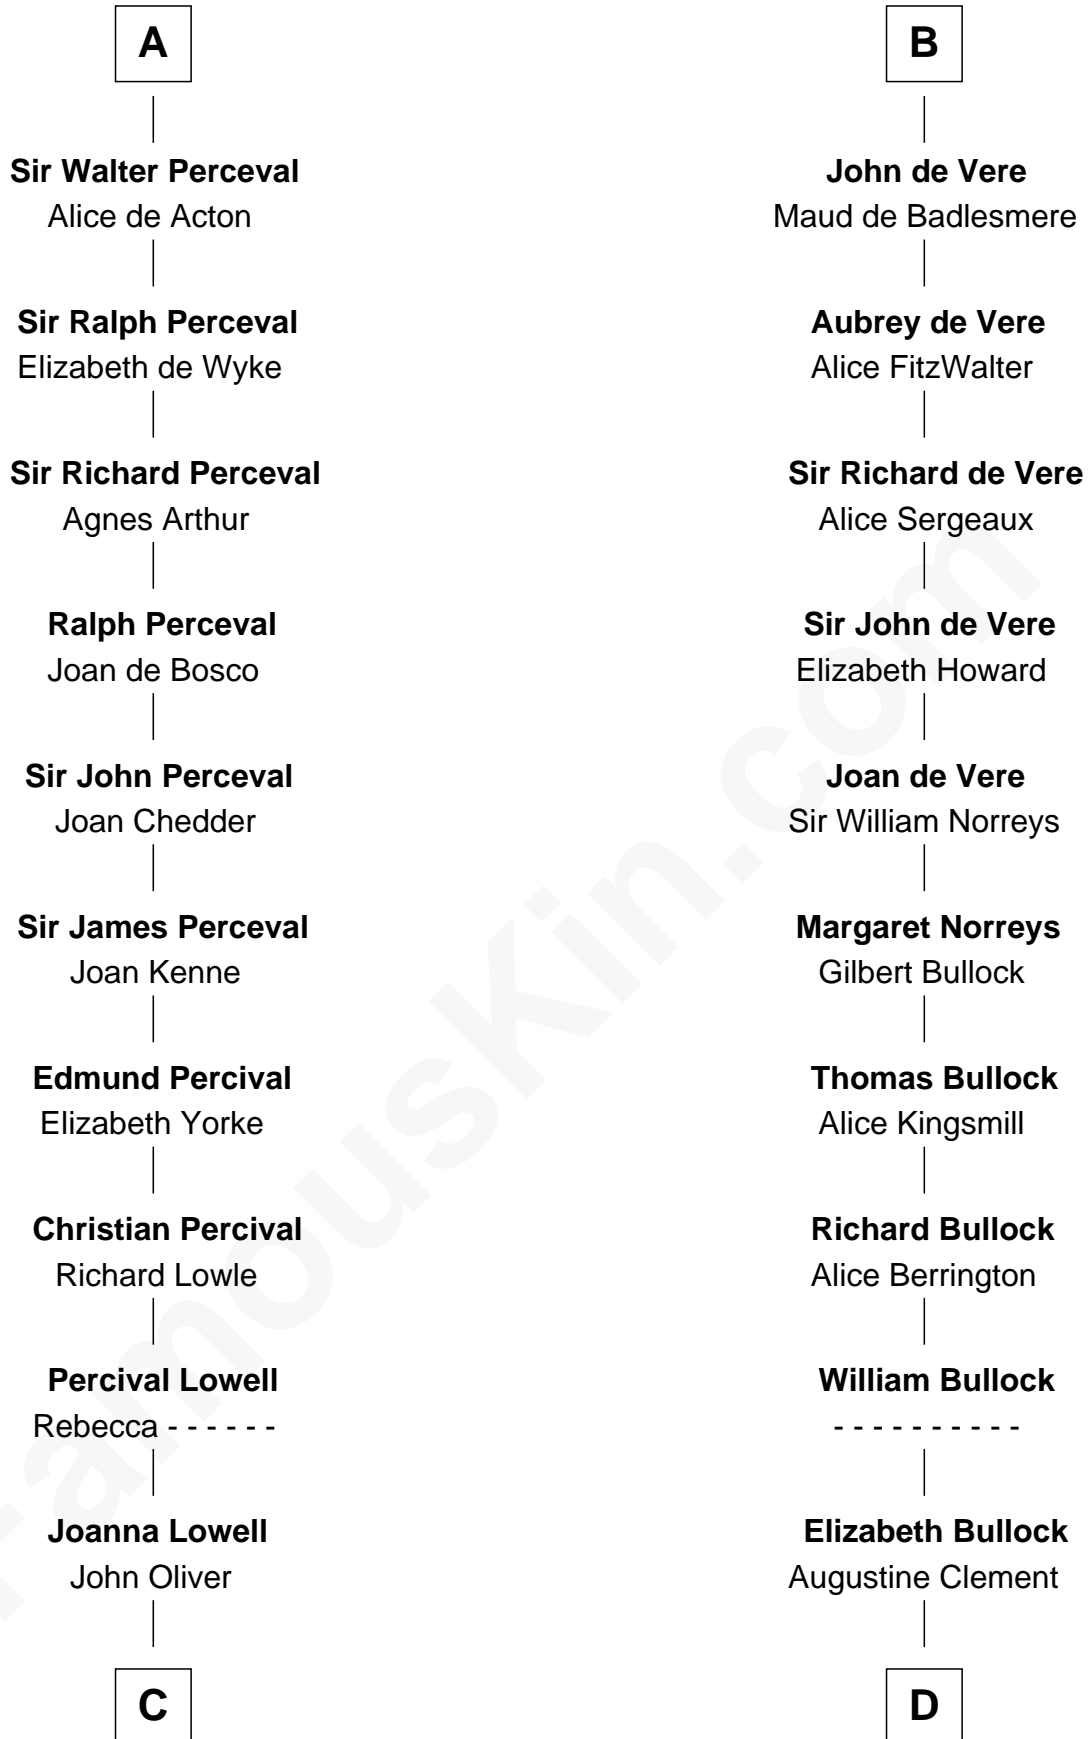 A
Sir Walter Perceval
Alice de Acton
Sir Ralph Perceval
Elizabeth de Wyke
Sir Richard Perceval
Agnes Arthur
Ralph Perceval
Joan de Bosco
Sir John Perceval
Joan Chedder
Sir James Perceval
Joan Kenne
Edmund Percival
Elizabeth Yorke
Christian Percival
Richard Lowle
Percival Lowell
Rebecca - - - - - -
Joanna Lowell
John Oliver
C
B
John de Vere
Maud de Badlesmere
Aubrey de Vere
Alice FitzWalter
Sir Richard de Vere
Alice Sergeaux
Sir John de Vere
Elizabeth Howard
Joan de Vere
Sir William Norreys
Margaret Norreys
Gilbert Bullock
Thomas Bullock
Alice Kingsmill
Richard Bullock
Alice Berrington
William Bullock
- - - - - - - - - -
Elizabeth Bullock
Augustine Clement
D
FamousKin.com